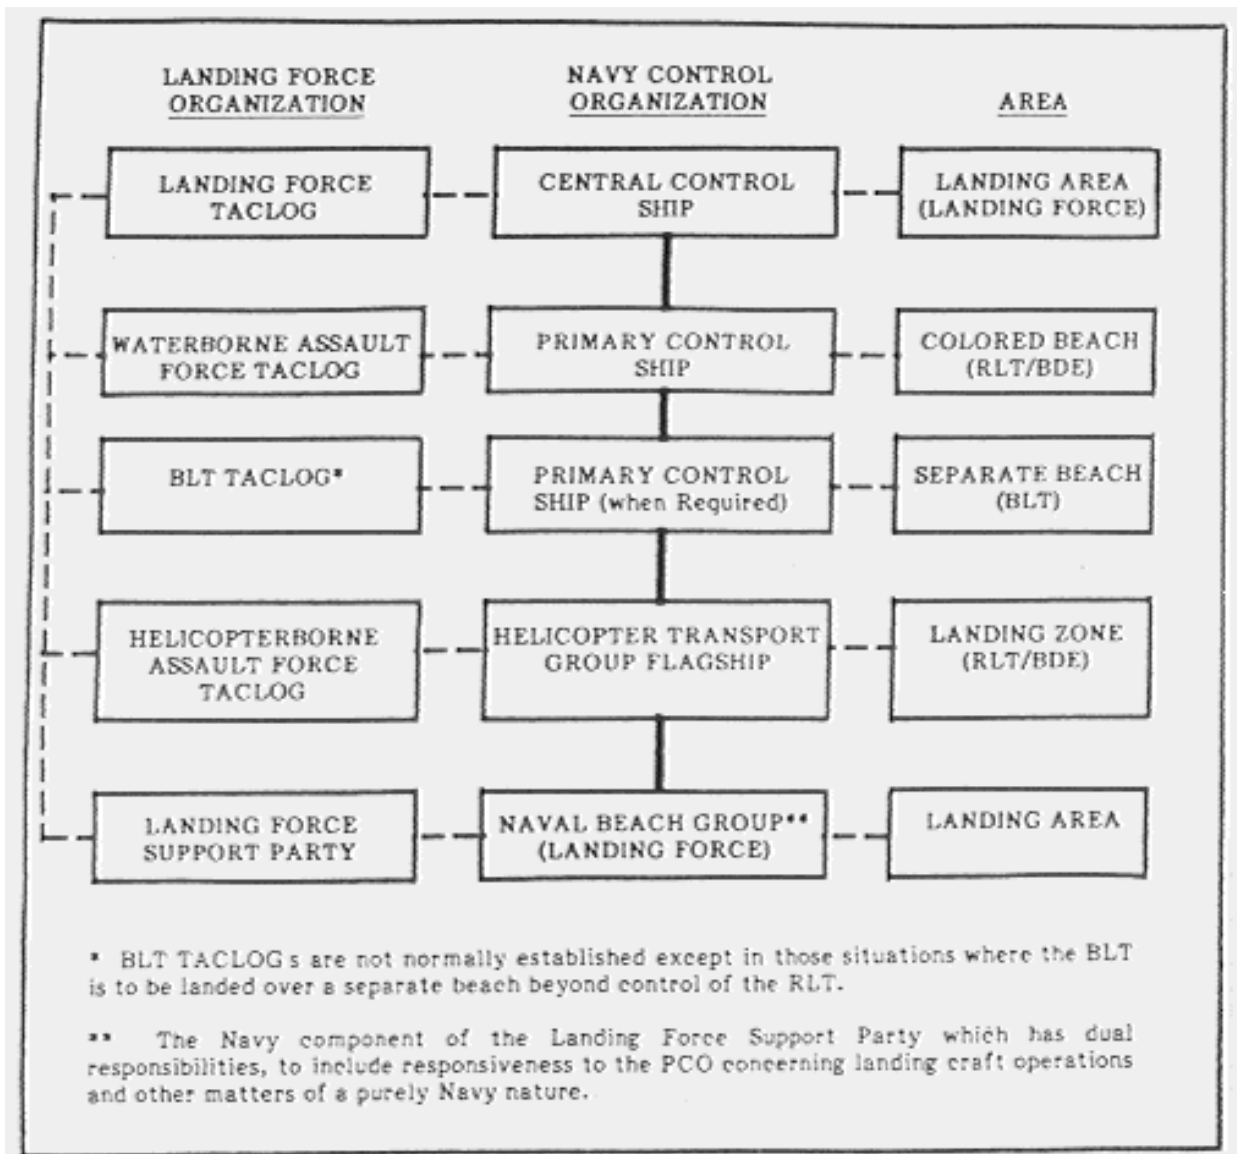 LANDING FORCE
ORGANIZATION
NAVY CONTROL
ORGANIZATION
AREA
LANDING FORCE
TACLOG
CENTRAL CONTROL
SHIP
LANDING AREA
(LANDING FORCE)
WATERBORNE ASSAULT
FORCE TACLOG
PRIMARY CONTROL
SHIP
COLORED BEACH
(RLT/BDE)
BLT TACLOG*
PRIMARY CONTROL
SHIP (when Required)
SEPARATE BEACH
(BLT)
HELICOPTERBORNE
ASSAULT FORCE
TACLOG
HELICOPTER TRANSPORT
GROUP FLAGSHIP
LANDING ZONE
(RLT/BDE)
LANDING FORCE
SUPPORT PARTY
NAVAL BEACH GROUP**
(LANDING FORCE)
LANDING AREA
* BLT TACLOGs are not normally established except in those situations where the BLT
is to be landed over a separate beach beyond control of the RLT.
** The Navy component of the Landing Force Support Party which has dual
responsibilities, to include responsiveness to the PCO concerning landing craft operations
and other matters of a purely Navy nature.